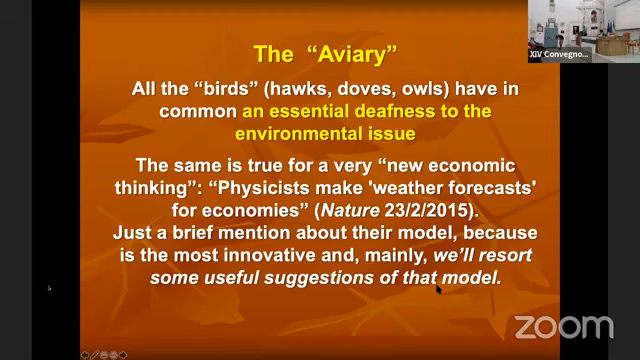 The “Aviary”
All the “birds” (hawks, doves, owls) have in
common an essential deafness to the
environmental issue
The same is true for a very “new economic
thinking”: “Physicists make 'weather forecasts'
for economies” (Nature 23/2/2015).
Just a brief mention about their model, because
is the most innovative and, mainly, we’ll resort
some useful suggestions of that model.
XIV Convegno...
zoom